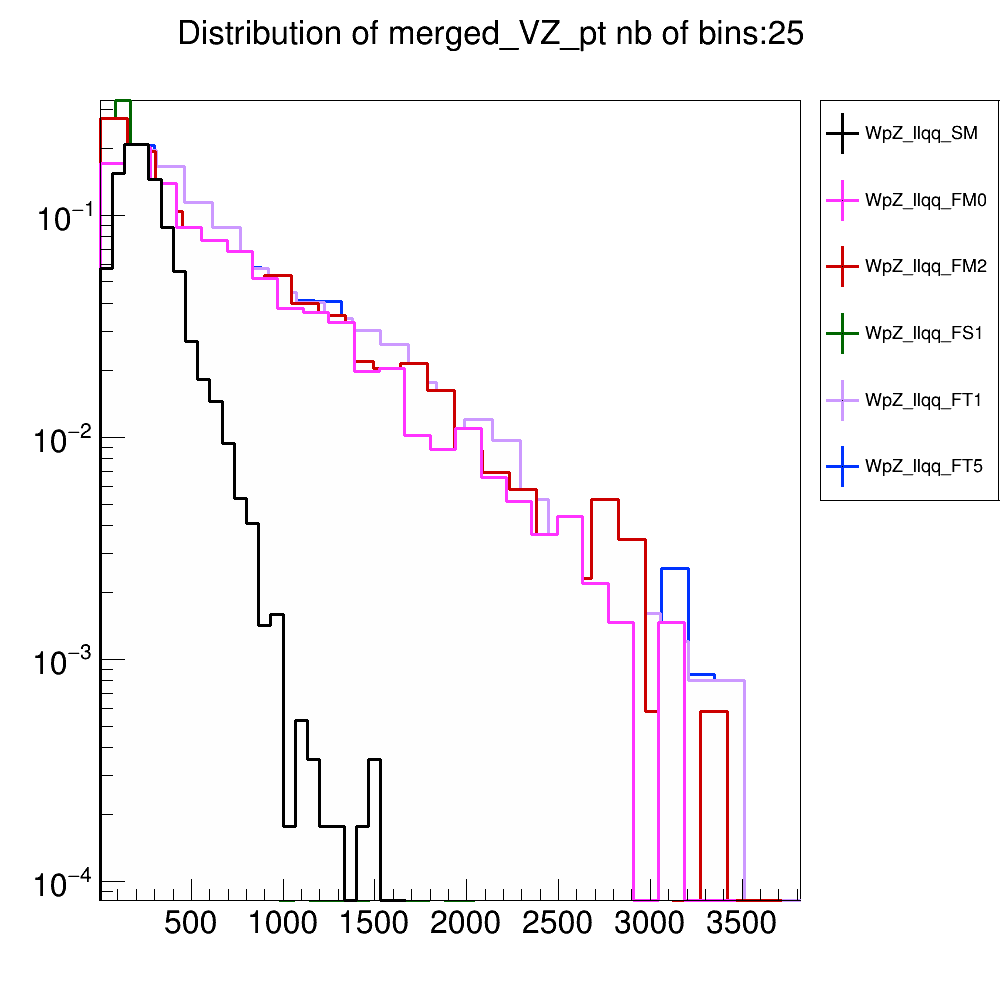 Distribution of merged_VZ_pt nb of bins:25
WpZ_llqq_SM
WpZ_llqq_FM0
WpZ_llqq_FM2
WpZ_llqq_FS1
WpZ_llqq_FT1
WpZ_llqq_FT5
10⁻¹
10⁻²
10⁻³
10⁻⁴
500 1000 1500 2000 2500 3000 3500